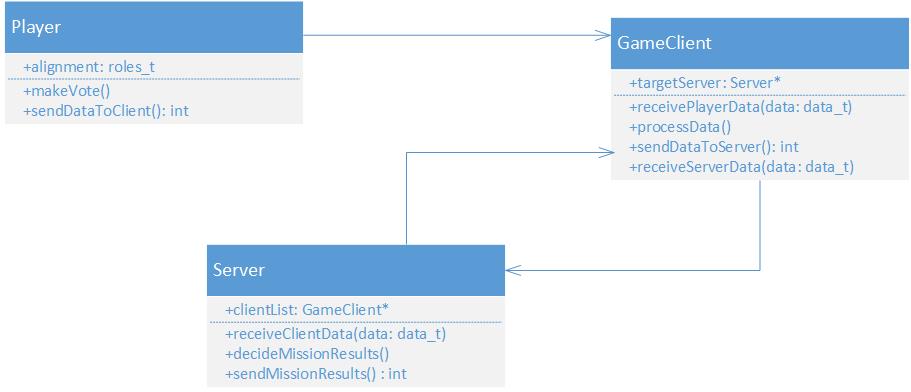 Player
+alignment: roles_t
+makeVote()
+sendDataToClient(): int
GameClient
+targetServer: Server*
+receivePlayerData(data: data_t)
+processData()
+sendDataToServer(): int
+receiveServerData(data: data_t)
Server
+clientList: GameClient*
+receiveClientData(data: data_t)
+decideMissionResults()
+sendMissionResults() : int